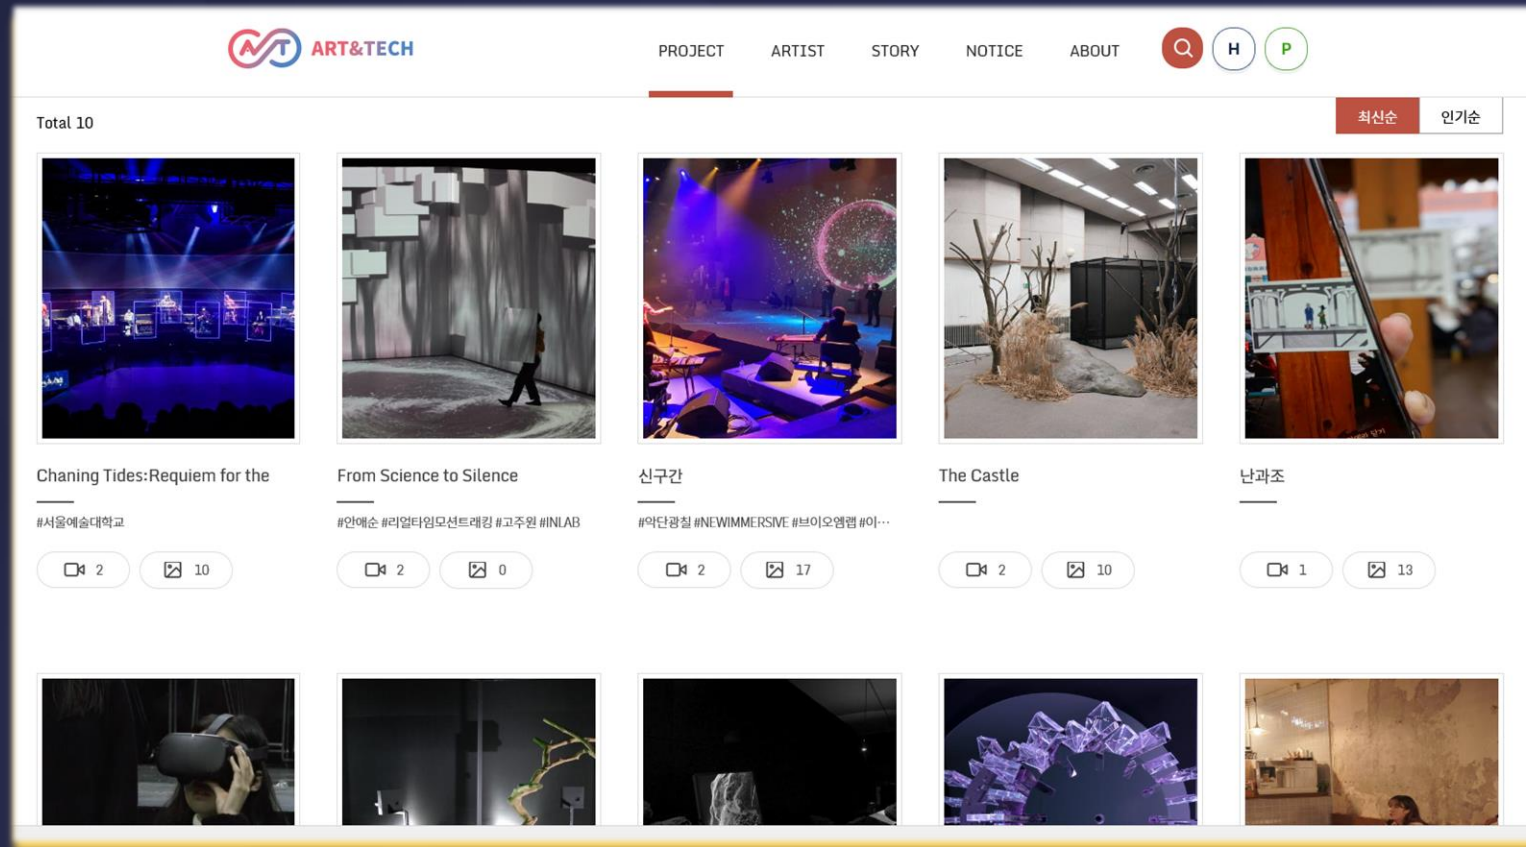 ART&TECH
PROJECT ARTIST STORY NOTICE ABOUT H P
Total 10
최신순 인기순
Chaning Tides:Requiem for the
#서울예술대학교
2 10
From Science to Silence
#안애순 #리얼타임모션트래킹 #고주원 #INLAB
2 0
신구간
#악단광칠 #NEWIMMERSIVE #브이오엠랩 #이…
2 17
The Castle
2 10
난과조
1 13